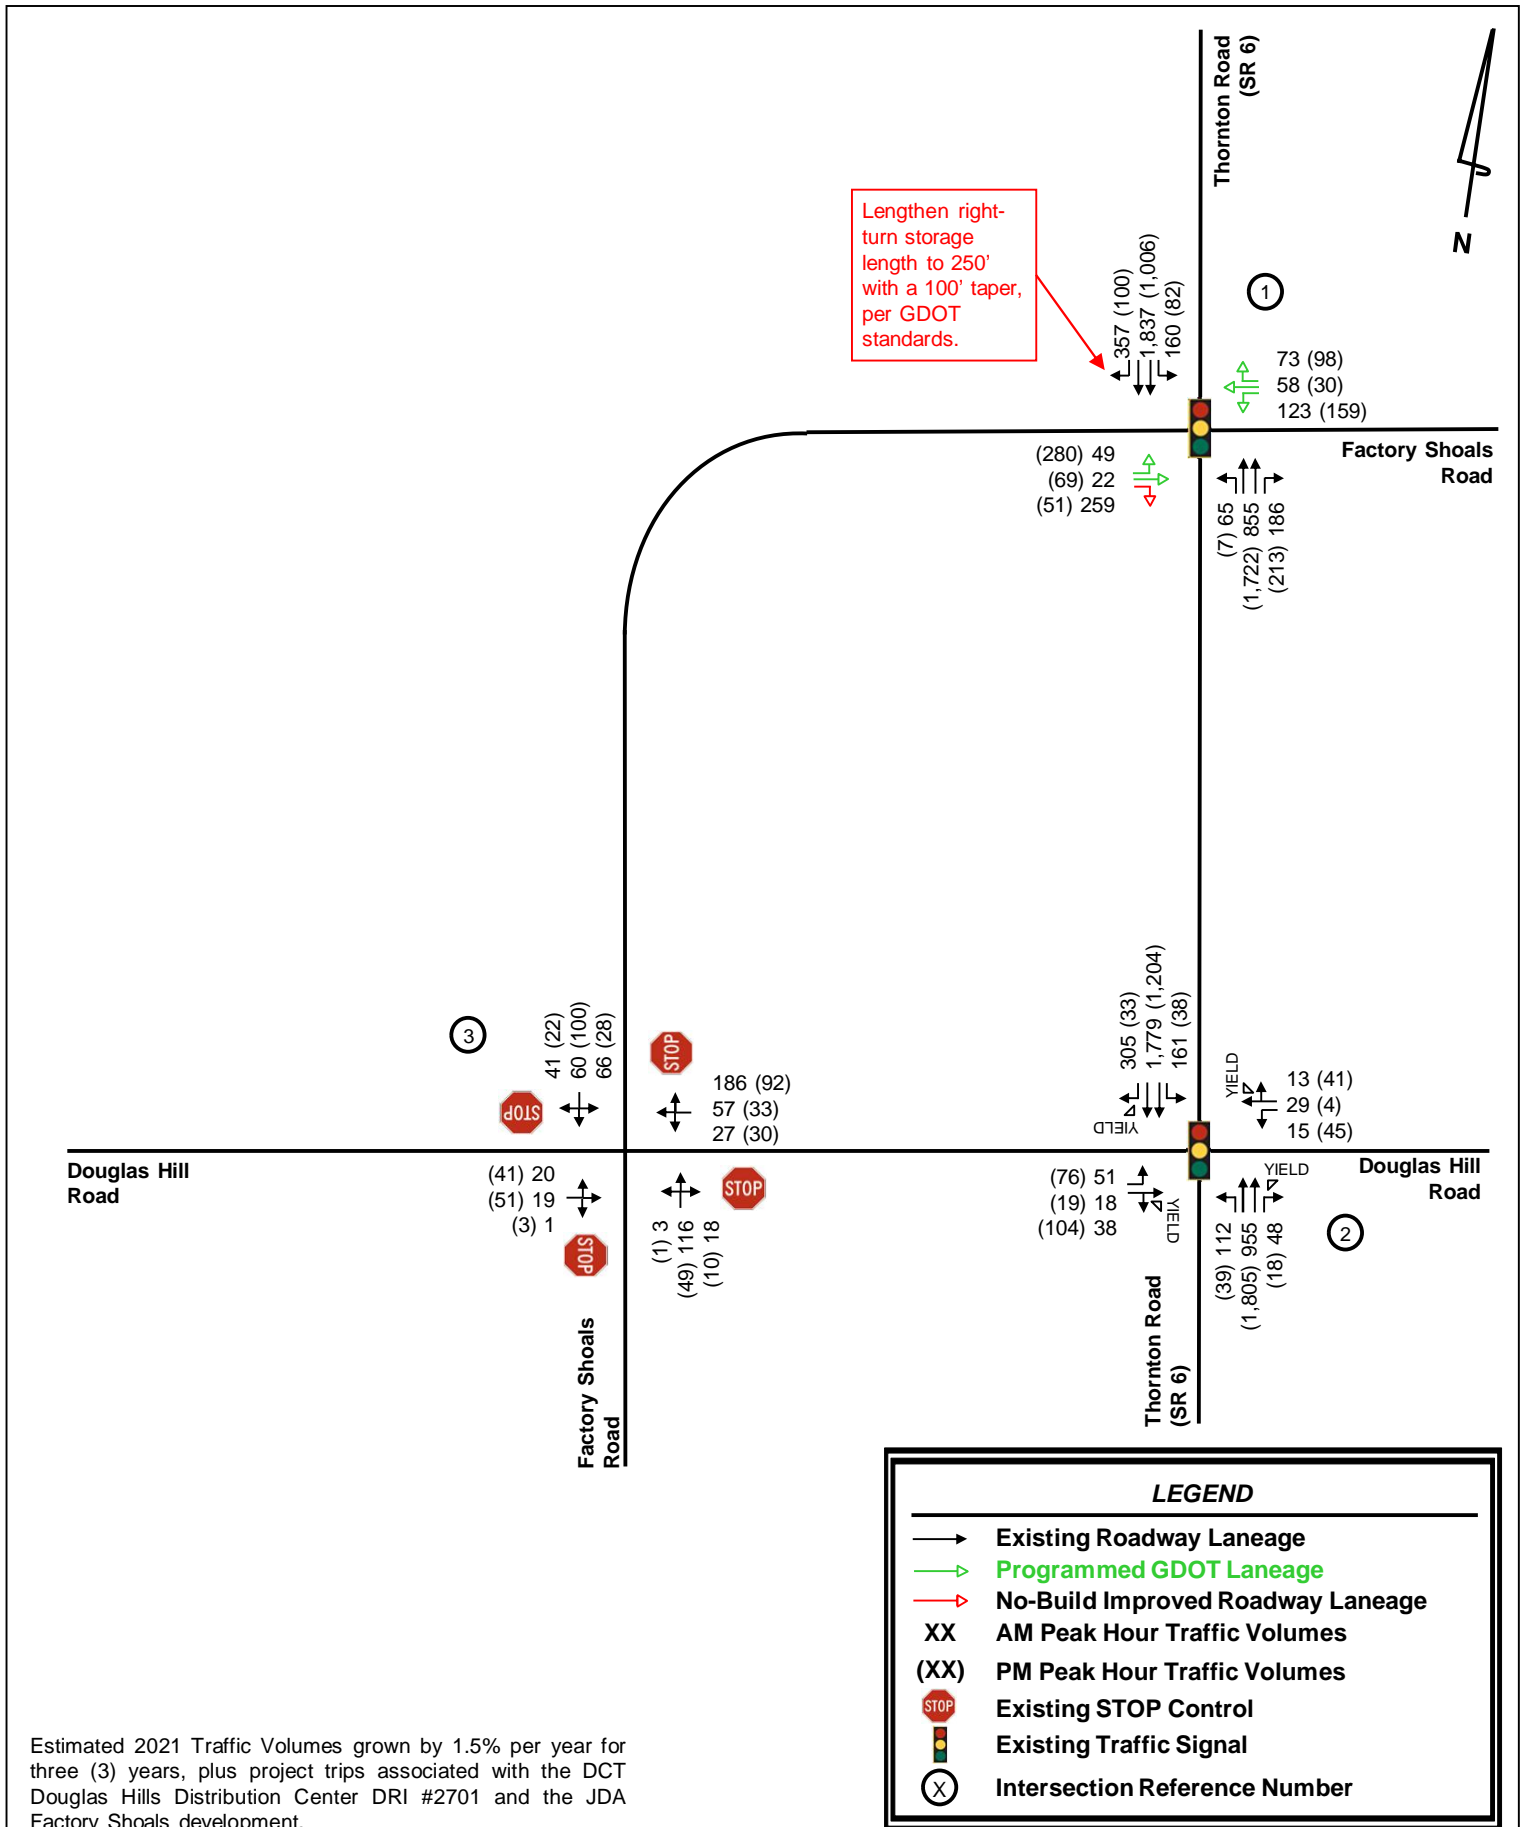 Thornton Road
(SR 6)
N
Lengthen right-
turn storage
length to 250'
with a 100' taper,
per GDOT
standards.
357 (100)
1,837 (1,006)
160 (82)
1
73 (98)
58 (30)
123 (159)
Factory Shoals
Road
(280) 49
(69) 22
(51) 259
(7) 65
(1,722) 855
(213) 186
3
41 (22)
60 (100)
66 (28)
STOP
STOP
186 (92)
57 (33)
27 (30)
305 (33)
1,779 (1,204)
161 (38)
YIELD
YIELD
13 (41)
29 (4)
15 (45)
Douglas Hill
Road
(41) 20
(51) 19
(3) 1
STOP
STOP
(1) 3
(49) 116
(10) 18
(76) 51
(19) 18
(104) 38
YIELD
YIELD
Douglas Hill
Road
(39) 112
(1,805) 955
(18) 48
2
Factory Shoals
Road
Thornton Road
(SR 6)
LEGEND
Existing Roadway Laneage
Programmed GDOT Laneage
No-Build Improved Roadway Laneage
XX AM Peak Hour Traffic Volumes
(XX) PM Peak Hour Traffic Volumes
STOP Existing STOP Control
Existing Traffic Signal
X Intersection Reference Number
Estimated 2021 Traffic Volumes grown by 1.5% per year for
three (3) years, plus project trips associated with the DCT
Douglas Hills Distribution Center DRI #2701 and the JDA
Factory Shoals development.